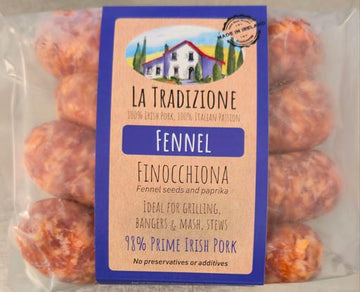 MADE IN IRELAND
LA TRADIZIONE
100% IRISH PORK, 100% ITALIAN PASSION
FENNEL
FINOCCHIONA
Fennel seeds and paprika
IDEAL FOR GRILLING,
BANGERS & MASH, STEWS
98% PRIME IRISH PORK
No preservatives or additives